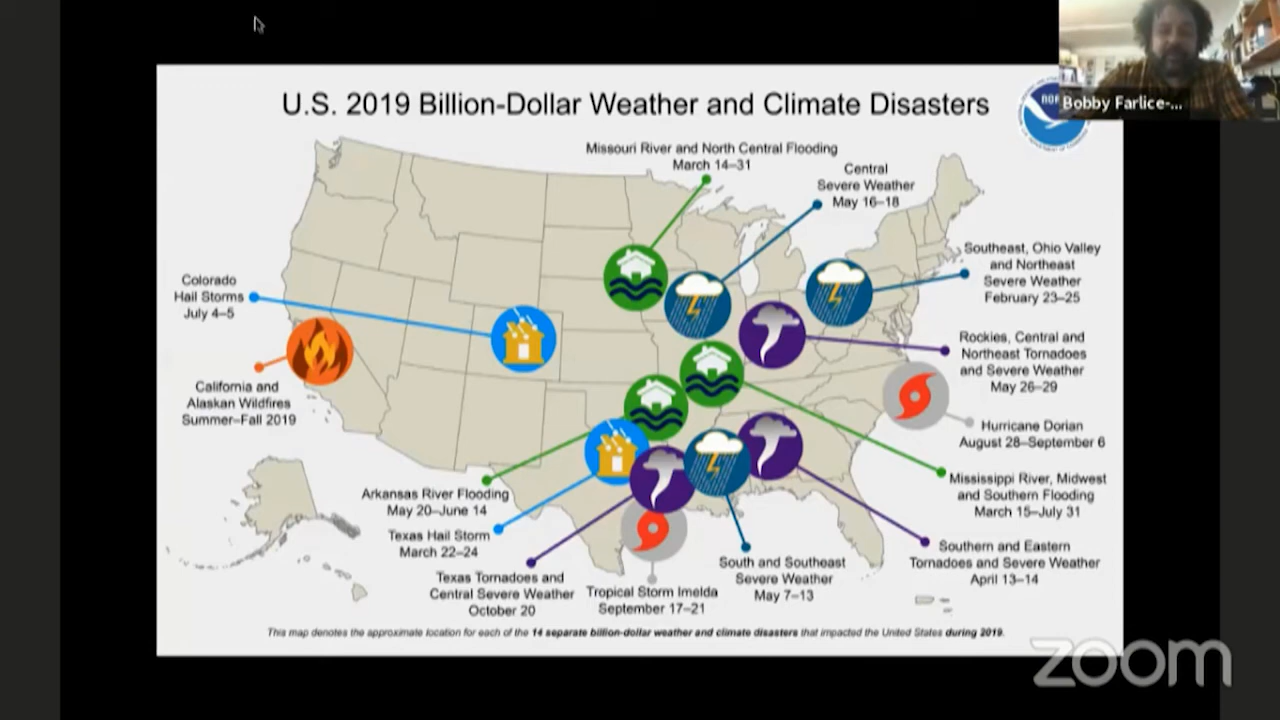 U.S. 2019 Billion-Dollar Weather and Climate Disasters
Bobby Farlice-...
Missouri River and North Central Flooding
March 14–31
Central
Severe Weather
May 16–18
Southeast, Ohio Valley
and Northeast
Severe Weather
February 23–25
Colorado
Hail Storms
July 4–5
Rockies, Central and
Northeast Tornadoes
and Severe Weather
May 26–29
California and
Alaskan Wildfires
Summer–Fall 2019
Hurricane Dorian
August 28–September 6
Mississippi River, Midwest
and Southern Flooding
March 15–July 31
Arkansas River Flooding
May 20–June 14
Texas Hail Storm
March 22–24
Texas Tornadoes and
Central Severe Weather
October 20
Tropical Storm Imelda
September 17–21
South and Southeast
Severe Weather
May 7–13
Southern and Eastern
Tornadoes and Severe Weather
April 13–14
This map denotes the approximate location for each of the 14 separate billion-dollar weather and climate disasters that impacted the United States during 2019.
zoom